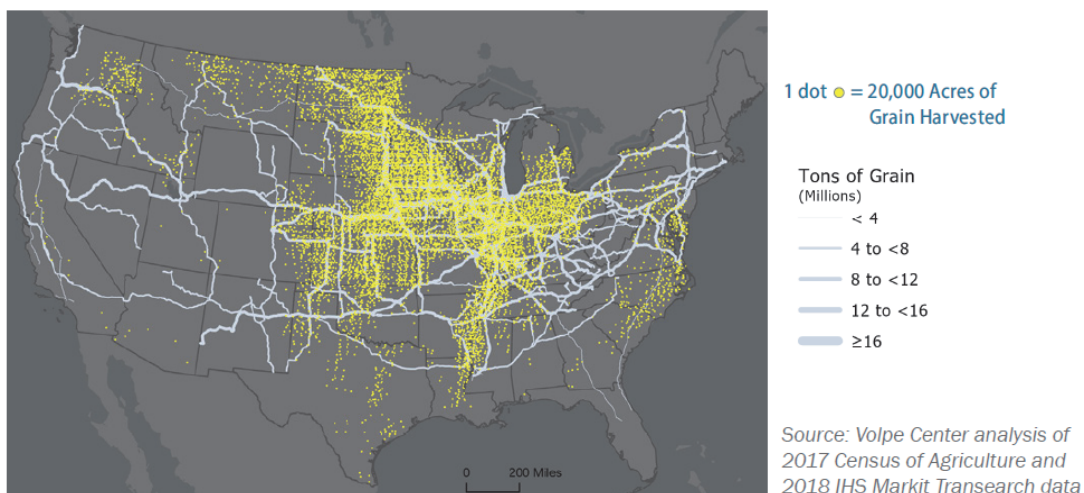 1 dot = 20,000 Acres of
Grain Harvested
Tons of Grain
(Millions)
< 4
4 to <8
8 to <12
12 to <16
≥16
0 200 Miles
Source: Volpe Center analysis of
2017 Census of Agriculture and
2018 IHS Markit Transearch data